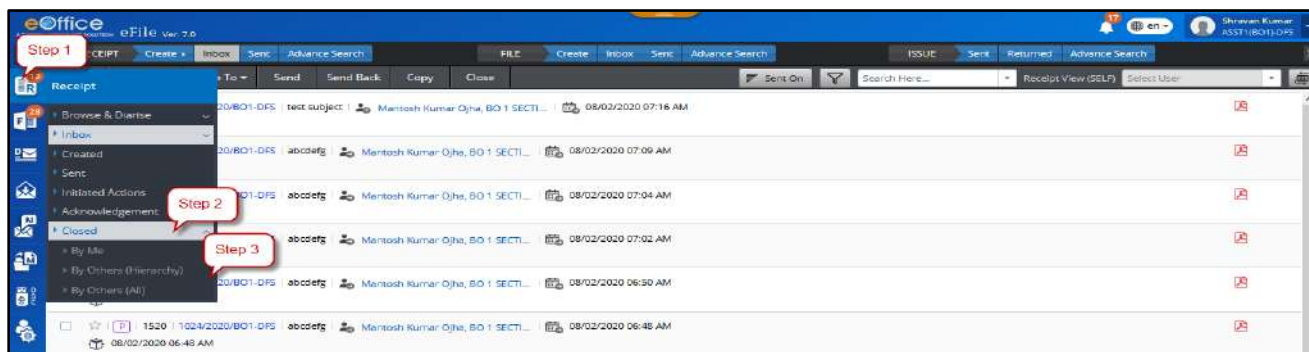 eOffice
eFile Ver 7.0
17
en
Shravan Kumar
ASST1(BO1)-DFS
Step 1
CEIPT Create Inbox Sent Advance Search FILE Create Inbox Sent Advance Search ISSUE Sent Returned Advance Search
Receipt
To Send Send Back Copy Close Sent On Search Here... Receipt View (SELF) Select User
20/BO1-DFS test subject Mantosh Kumar Ojha, BO 1 SECTI... 08/02/2020 07:16 AM
28
Browse & Diarise
Inbox
Created 20/BO1-DFS abcdefg Mantosh Kumar Ojha, BO 1 SECTI... 08/02/2020 07:09 AM
Sent
Initiated Actions
O1-DFS abcdefg Mantosh Kumar Ojha, BO 1 SECTI... 08/02/2020 07:04 AM
Step 2
Acknowledgement
Closed
abcdefg Mantosh Kumar Ojha, BO 1 SECTI... 08/02/2020 07:02 AM
Step 3
By Me
By Others (Hierarchy)
By Others (All)
20/BO1-DFS abcdefg Mantosh Kumar Ojha, BO 1 SECTI... 08/02/2020 06:50 AM
P 1520 1024/2020/BO1-DFS abcdefg Mantosh Kumar Ojha, BO 1 SECTI... 08/02/2020 06:48 AM
08/02/2020 06:48 AM